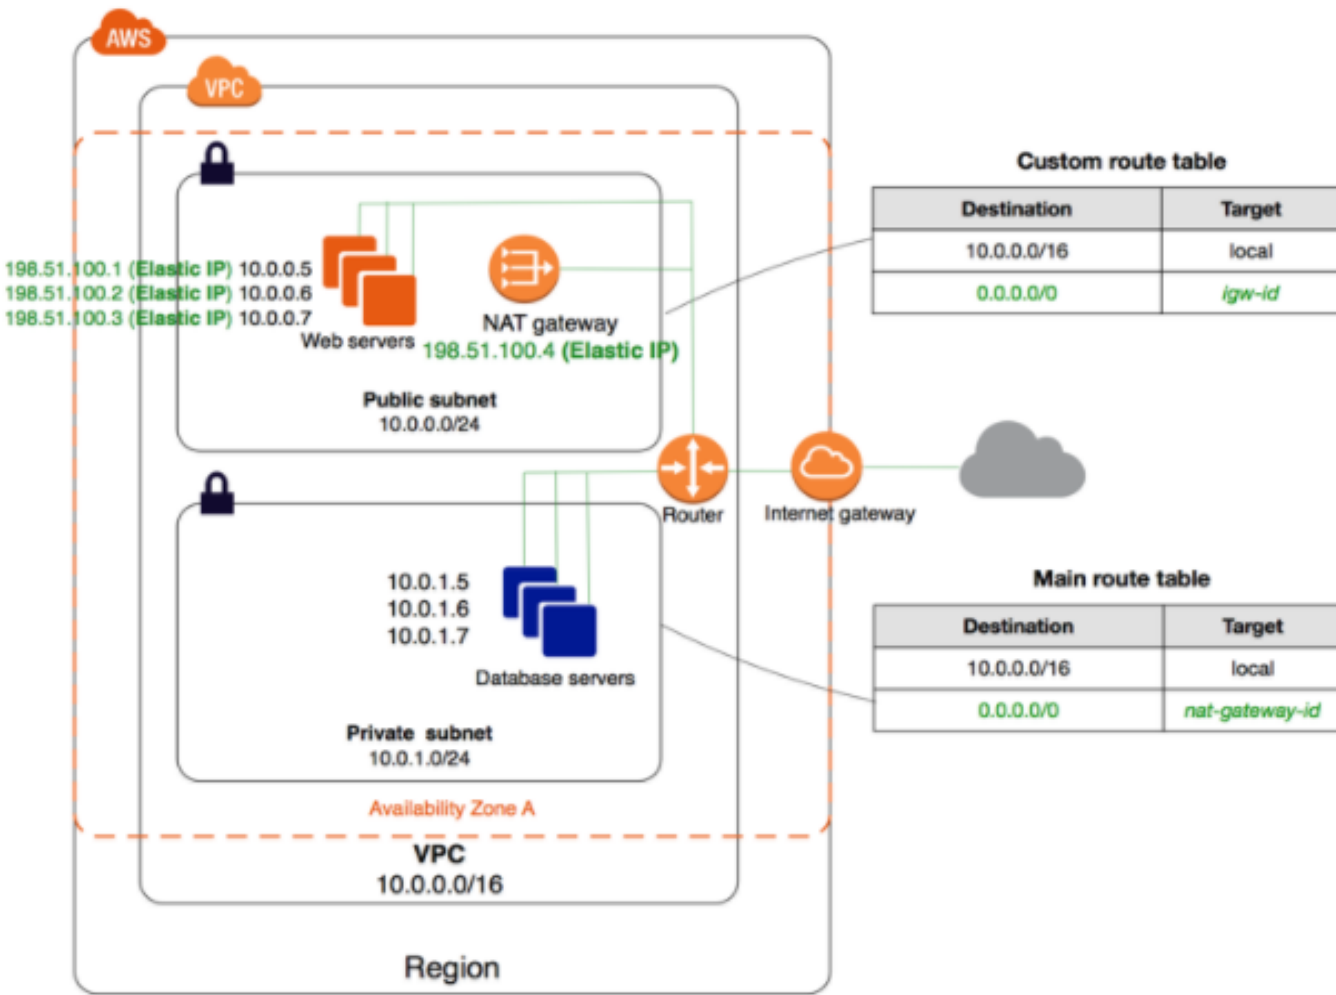 AWS
VPC
Custom route table
Destination Target
10.0.0.0/16 local
0.0.0.0/0 igw-id
198.51.100.1 (Elastic IP) 10.0.0.5
198.51.100.2 (Elastic IP) 10.0.0.6
198.51.100.3 (Elastic IP) 10.0.0.7
Web servers
NAT gateway
198.51.100.4 (Elastic IP)
Public subnet
10.0.0.0/24
Router
Internet gateway
10.0.1.5
10.0.1.6
10.0.1.7
Database servers
Private subnet
10.0.1.0/24
Main route table
Destination Target
10.0.0.0/16 local
0.0.0.0/0 nat-gateway-id
Availability Zone A
VPC
10.0.0.0/16
Region